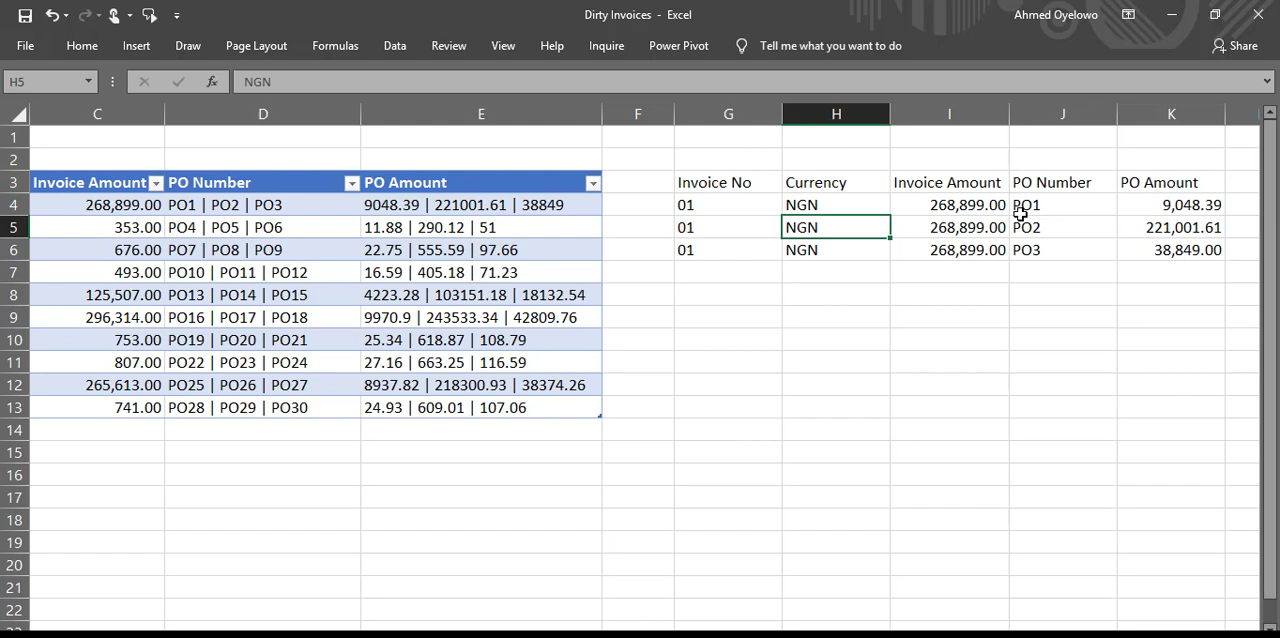 Dirty Invoices - Excel Ahmed Oyelowo
File Home Insert Draw Page Layout Formulas Data Review View Help Inquire Power Pivot Tell me what you want to do Share
H5 fx NGN
C D E F G H I J K
1
2
3 Invoice Amount PO Number PO Amount Invoice No Currency Invoice Amount PO Number PO Amount
4 268,899.00 PO1 | PO2 | PO3 9048.39 | 221001.61 | 38849 01 NGN 268,899.00 PO1 9,048.39
5 353.00 PO4 | PO5 | PO6 11.88 | 290.12 | 51 01 NGN 268,899.00 PO2 221,001.61
6 676.00 PO7 | PO8 | PO9 22.75 | 555.59 | 97.66 01 NGN 268,899.00 PO3 38,849.00
7 493.00 PO10 | PO11 | PO12 16.59 | 405.18 | 71.23
8 125,507.00 PO13 | PO14 | PO15 4223.28 | 103151.18 | 18132.54
9 296,314.00 PO16 | PO17 | PO18 9970.9 | 243533.34 | 42809.76
10 753.00 PO19 | PO20 | PO21 25.34 | 618.87 | 108.79
11 807.00 PO22 | PO23 | PO24 27.16 | 663.25 | 116.59
12 265,613.00 PO25 | PO26 | PO27 8937.82 | 218300.93 | 38374.26
13 741.00 PO28 | PO29 | PO30 24.93 | 609.01 | 107.06
14
15
16
17
18
19
20
21
22